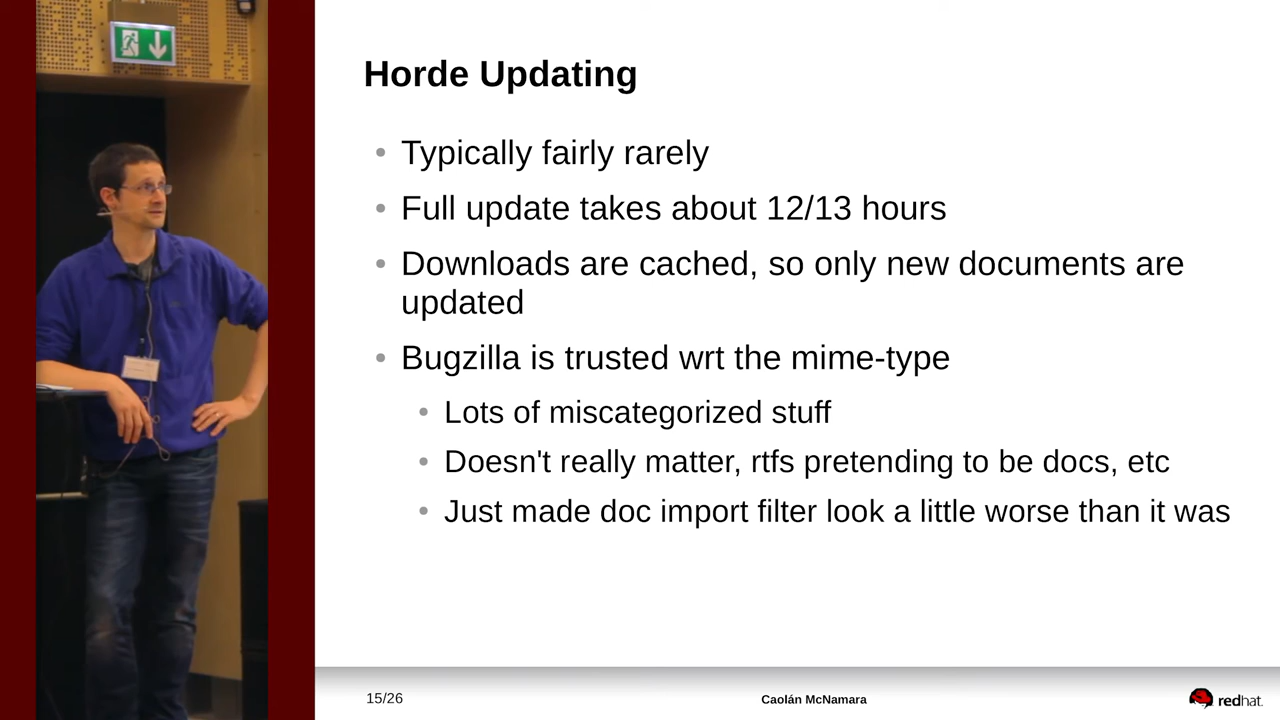 Horde Updating
Typically fairly rarely
Full update takes about 12/13 hours
Downloads are cached, so only new documents are
updated
Bugzilla is trusted wrt the mime-type
Lots of miscategorized stuff
Doesn't really matter, rtfs pretending to be docs, etc
Just made doc import filter look a little worse than it was
15/26
Caolán McNamara
redhat.